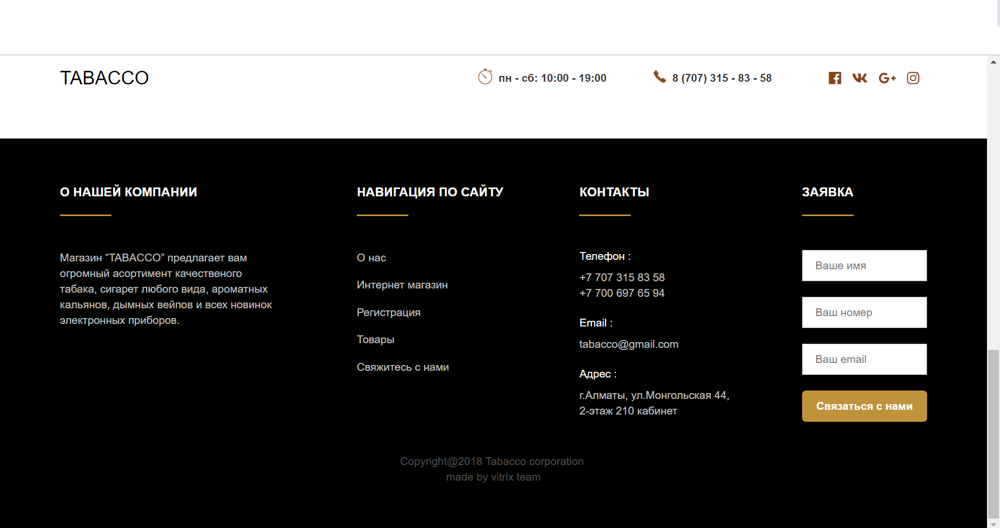 TABACCO
пн - сб: 10:00 - 19:00
8 (707) 315 - 83 - 58
О НАШЕЙ КОМПАНИИ
Магазин “TABACCO” предлагает вам
огромный асортимент качественого
табака, сигарет любого вида, ароматных
кальянов, дымных вейпов и всех новинок
электронных приборов.
НАВИГАЦИЯ ПО САЙТУ
О нас
Интернет магазин
Регистрация
Товары
Свяжитесь с нами
КОНТАКТЫ
Телефон :
+7 707 315 83 58
+7 700 697 65 94
Email :
tabacco@gmail.com
Адрес :
г.Алматы, ул.Монгольская 44,
2-этаж 210 кабинет
ЗАЯВКА
Ваше имя
Ваш номер
Ваш email
Связаться с нами
Copyright@2018 Tabacco corporation
made by vitrix team